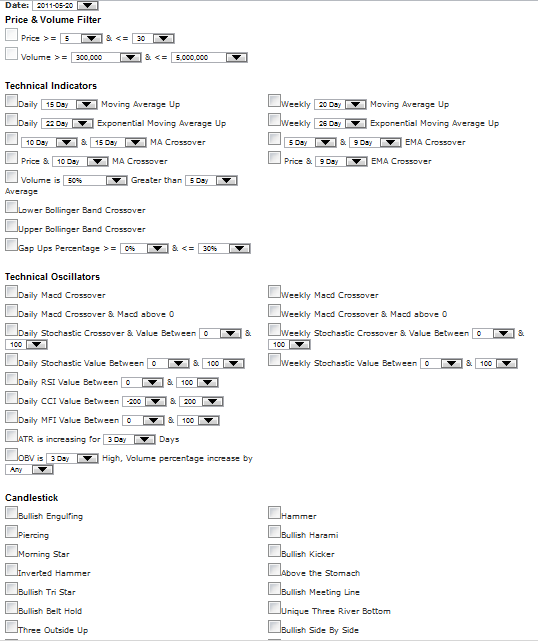 Date: 2011-05-20
Price & Volume Filter
Price >= 5 & <= 30
Volume >= 300,000 & <= 5,000,000
Technical Indicators
Daily 15 Day Moving Average Up
Weekly 20 Day Moving Average Up
Daily 22 Day Exponential Moving Average Up
Weekly 26 Day Exponential Moving Average Up
10 Day & 15 Day MA Crossover
5 Day & 9 Day EMA Crossover
Price & 10 Day MA Crossover
Price & 9 Day EMA Crossover
Volume is 50% Greater than 5 Day
Average
Lower Bollinger Band Crossover
Upper Bollinger Band Crossover
Gap Ups Percentage >= 0% & <= 30%
Technical Oscillators
Daily Macd Crossover
Weekly Macd Crossover
Daily Macd Crossover & Macd above 0
Weekly Macd Crossover & Macd above 0
Daily Stochastic Crossover & Value Between 0 &
100
Weekly Stochastic Crossover & Value Between 0 &
100
Daily Stochastic Value Between 0 & 100
Weekly Stochastic Value Between 0 & 100
Daily RSI Value Between 0 & 100
Daily CCI Value Between -200 & 200
Daily MFI Value Between 0 & 100
ATR is increasing for 3 Day Days
OBV is 3 Day High, Volume percentage increase by
Any
Candlestick
Bullish Engulfing
Hammer
Piercing
Bullish Harami
Morning Star
Bullish Kicker
Inverted Hammer
Above the Stomach
Bullish Tri Star
Bullish Meeting Line
Bullish Belt Hold
Unique Three River Bottom
Three Outside Up
Bullish Side By Side